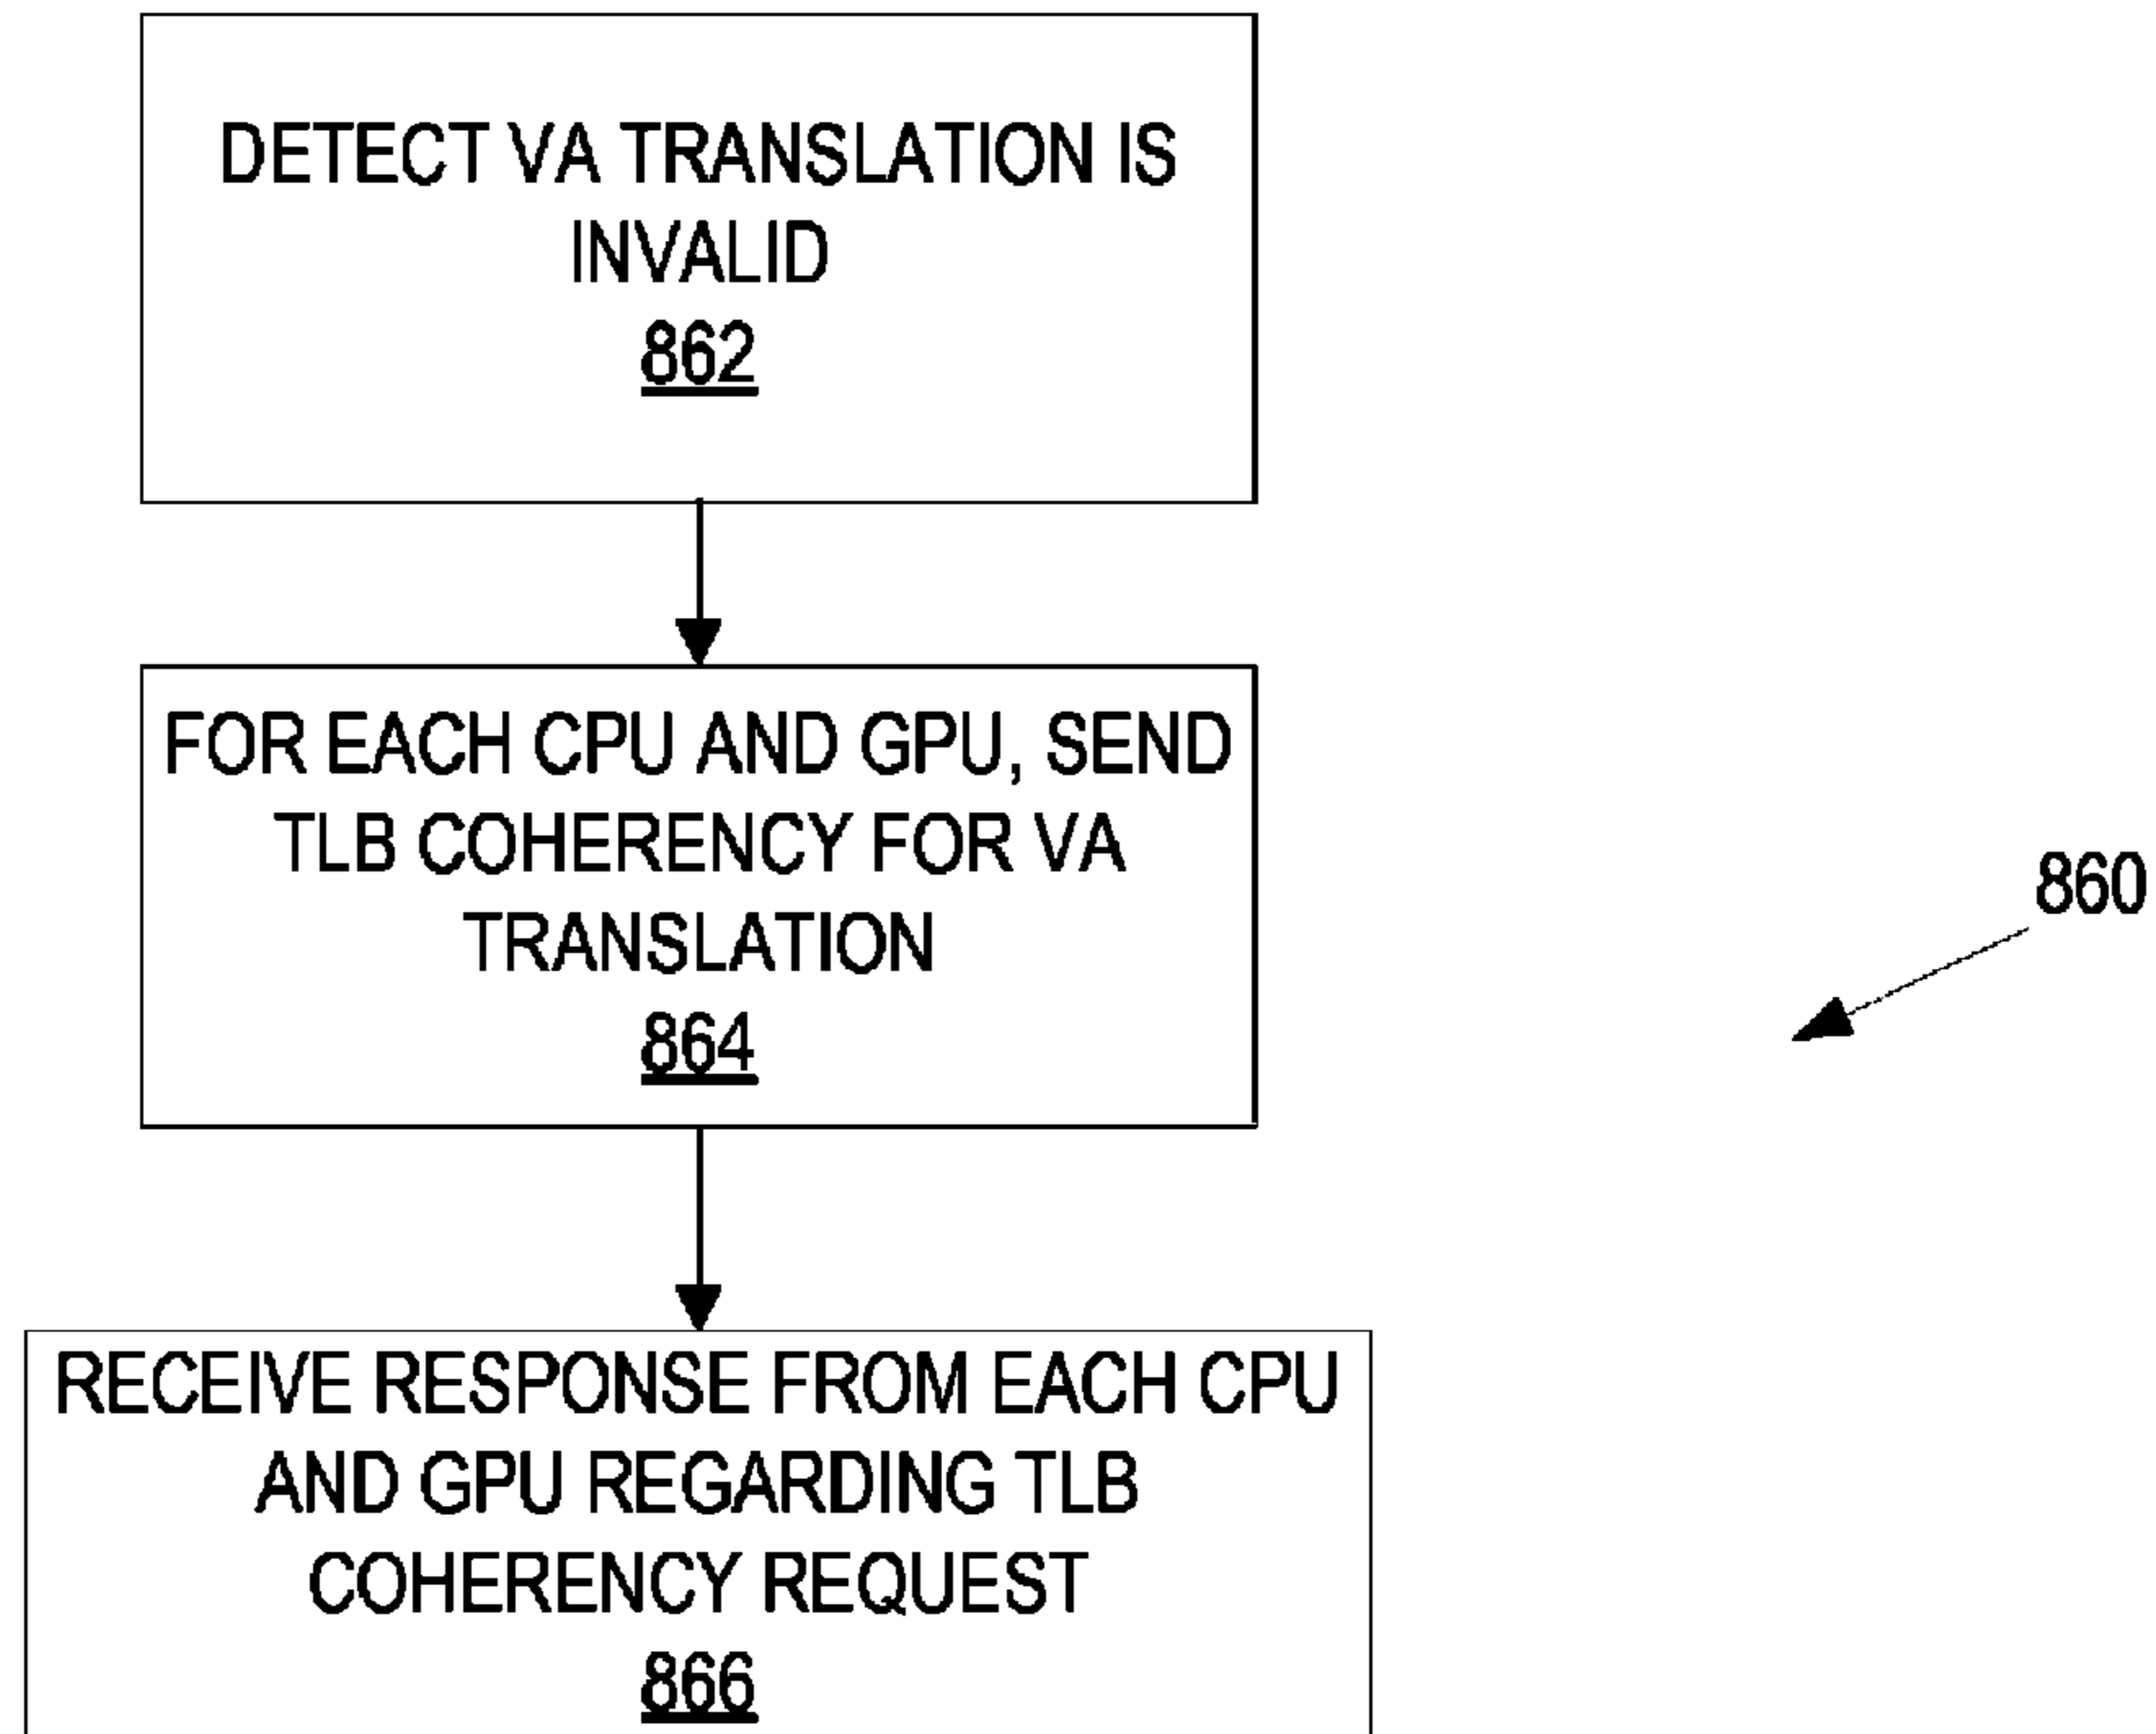 DETECT VA TRANSLATION IS
INVALID
862
FOR EACH CPU AND GPU, SEND
TLB COHERENCY FOR VA
TRANSLATION
864
860
RECEIVE RESPONSE FROM EACH CPU
AND GPU REGARDING TLB
COHERENCY REQUEST
866